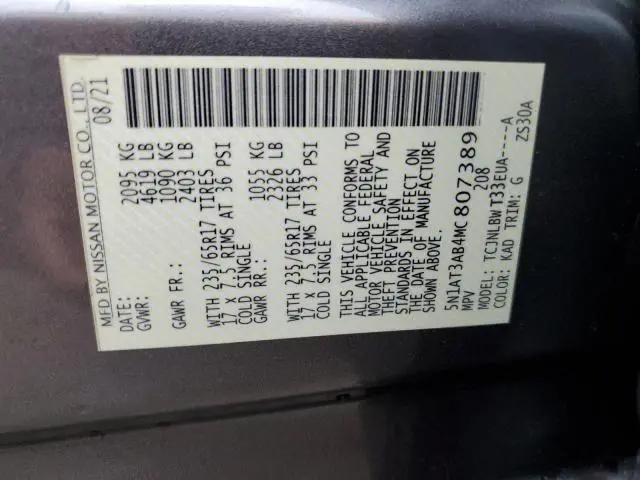 MFD BY NISSAN MOTOR CO., LTD.
DATE: 08/21
GVWR: 2095 KG
4619 LB
GAWR FR.: 1090 KG
2403 LB
WITH 235/65R17 TIRES
17 x 7.5 RIMS AT 36 PSI
COLD SINGLE
GAWR RR.: 1055 KG
2326 LB
WITH 235/65R17 TIRES
17 x 7.5 RIMS AT 33 PSI
COLD SINGLE
THIS VEHICLE CONFORMS TO
ALL APPLICABLE FEDERAL
MOTOR VEHICLE SAFETY AND
THEFT PREVENTION
STANDARDS IN EFFECT ON
THE DATE OF MANUFACTURE
SHOWN ABOVE.
5N1AT3AB4MC807389
MPV 208
MODEL: TCJNLBWT33EUA----A
COLOR: KAD TRIM: G
ZS30A